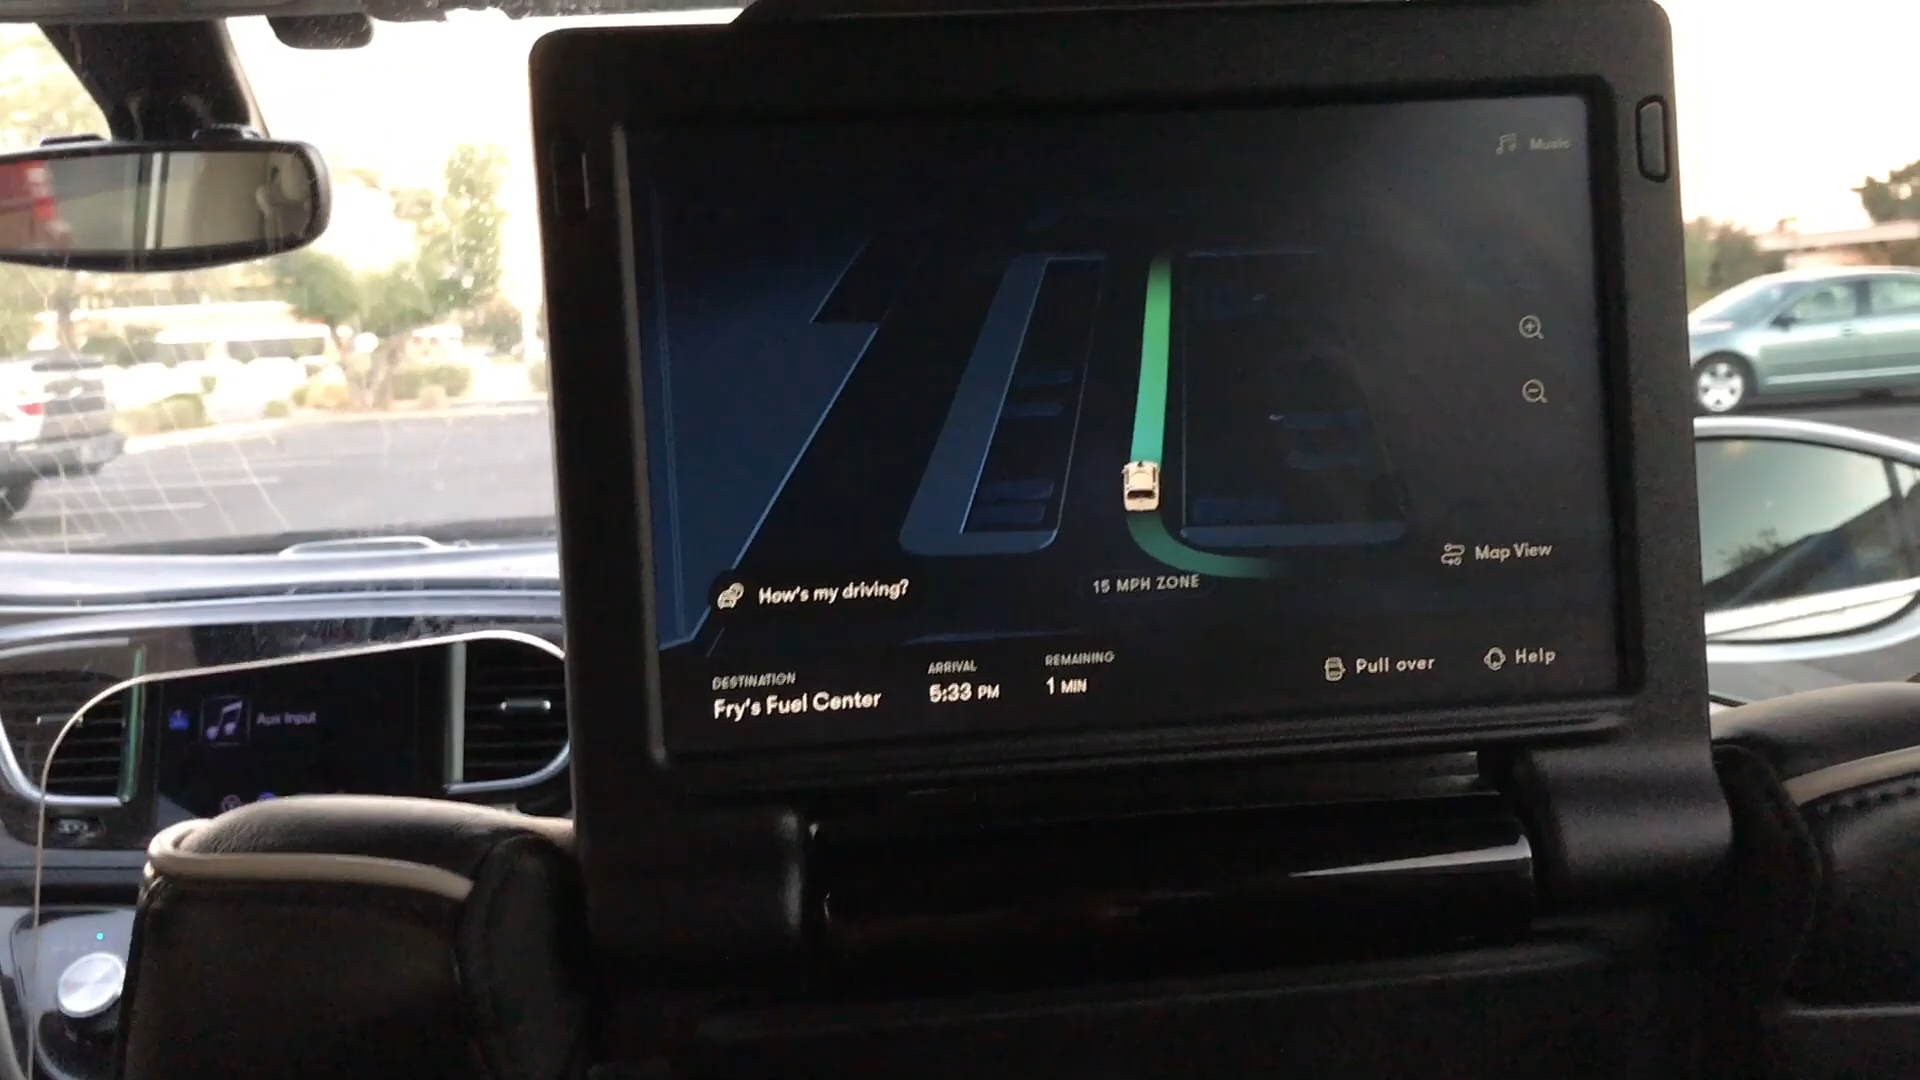 Music
Map View
How's my driving?
15 MPH ZONE
DESTINATION
Fry's Fuel Center
ARRIVAL
5:33 PM
REMAINING
1 MIN
Pull over
Help
Aux Input